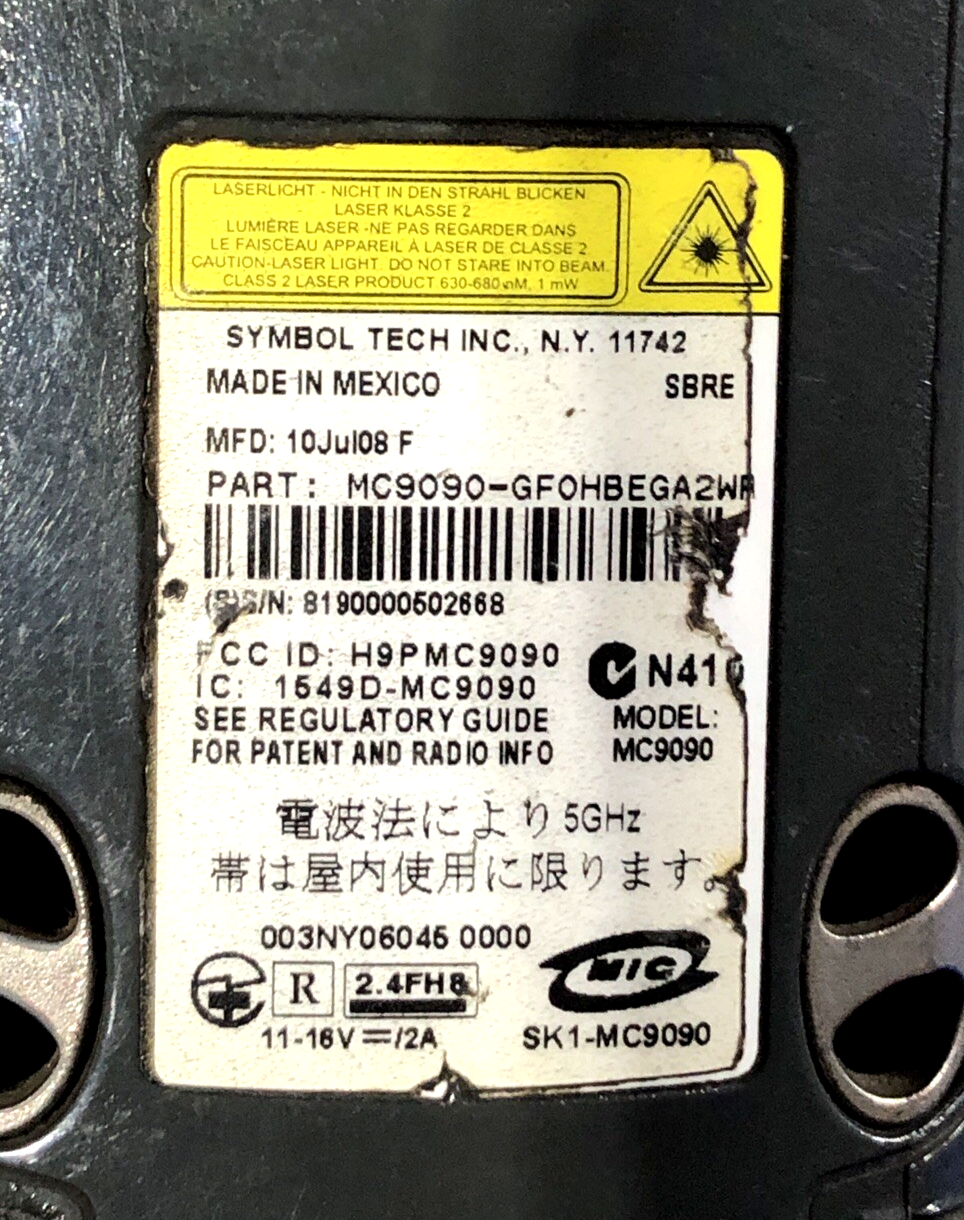 LASERLICHT - NICHT IN DEN STRAHL BLICKEN
LASER KLASSE 2
LUMIÈRE LASER -NE PAS REGARDER DANS
LE FAISCEAU APPAREIL À LASER DE CLASSE 2
CAUTION-LASER LIGHT. DO NOT STARE INTO BEAM.
CLASS 2 LASER PRODUCT 630-680 nM, 1 mW
SYMBOL TECH INC., N.Y. 11742
MADE IN MEXICO SBRE
MFD: 10Jul08 F
PART: MC9090-GF0HBEGA2WR
(S)S/N: 8190000502668
FCC ID: H9PMC9090
IC: 1549D-MC9090 N410
SEE REGULATORY GUIDE MODEL:
FOR PATENT AND RADIO INFO MC9090
電波法により 5GHz
帯は屋内使用に限ります。
003NY06045 0000
R 2.4FH8 MIC
11-16V ⎓/2A SK1-MC9090